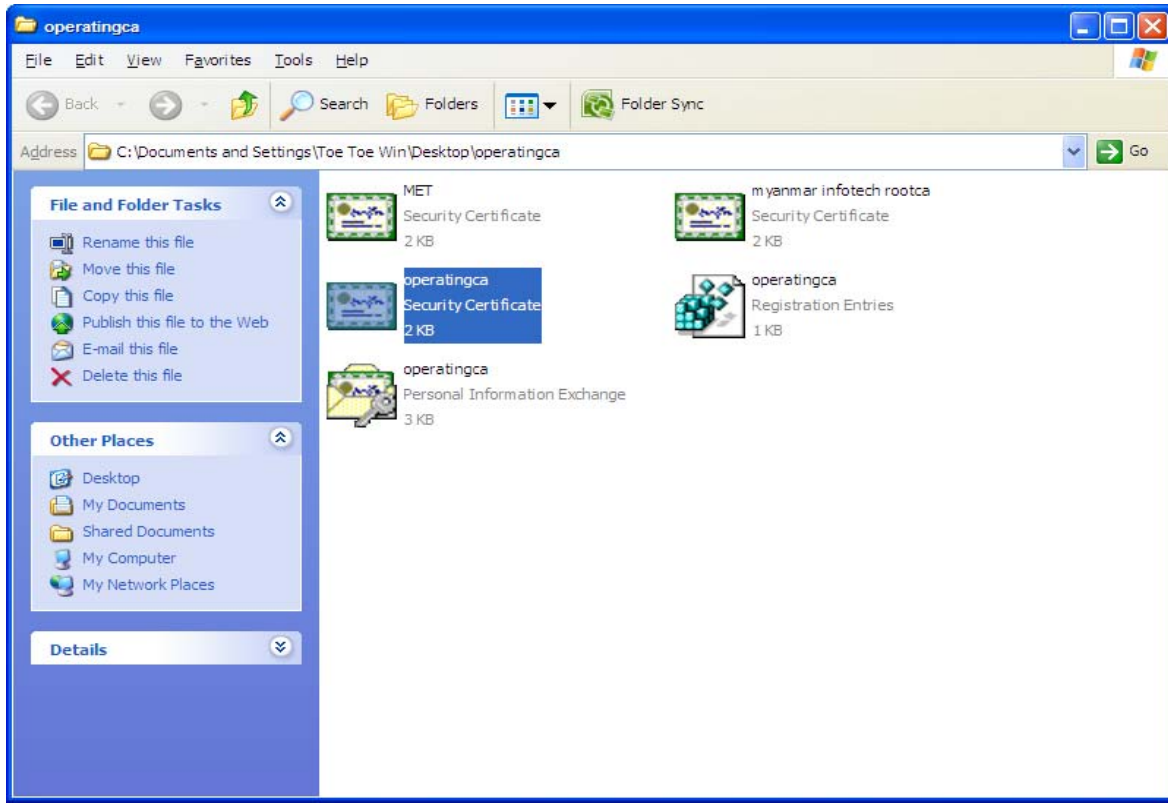 operatingca
File Edit View Favorites Tools Help
Back Search Folders Folder Sync
Address C:\Documents and Settings\Toe Toe Win\Desktop\operatingca Go
File and Folder Tasks
Rename this file
Move this file
Copy this file
Publish this file to the Web
E-mail this file
Delete this file
Other Places
Desktop
My Documents
Shared Documents
My Computer
My Network Places
Details
MET
Security Certificate
2 KB
myanmar infotech rootca
Security Certificate
2 KB
operatingca
Security Certificate
2 KB
operatingca
Registration Entries
1 KB
operatingca
Personal Information Exchange
3 KB